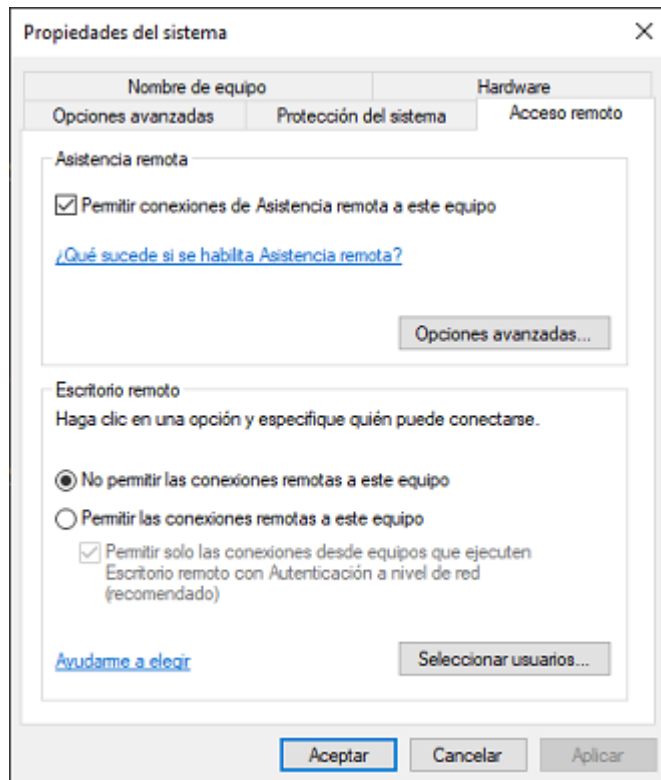 Propiedades del sistema
Nombre de equipo
Hardware
Opciones avanzadas
Protección del sistema
Acceso remoto
Asistencia remota
Permitir conexiones de Asistencia remota a este equipo
¿Qué sucede si se habilita Asistencia remota?
Opciones avanzadas...
Escritorio remoto
Haga clic en una opción y especifique quién puede conectarse.
No permitir las conexiones remotas a este equipo
Permitir las conexiones remotas a este equipo
Permitir solo las conexiones desde equipos que ejecuten
Escritorio remoto con Autenticación a nivel de red
(recomendado)
Ayudarme a elegir
Seleccionar usuarios...
Aceptar
Cancelar
Aplicar